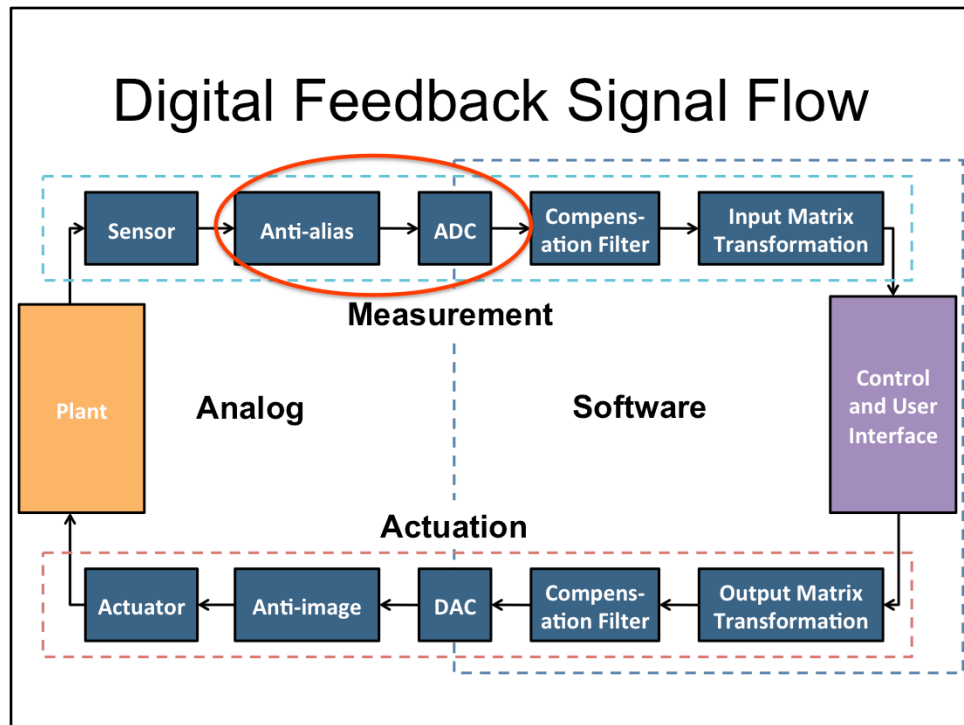 Digital Feedback Signal Flow
Sensor
Anti-alias
ADC
Compens-
ation Filter
Input Matrix
Transformation
Measurement
Plant
Analog
Software
Control
and User
Interface
Actuation
Actuator
Anti-image
DAC
Compens-
ation Filter
Output Matrix
Transformation